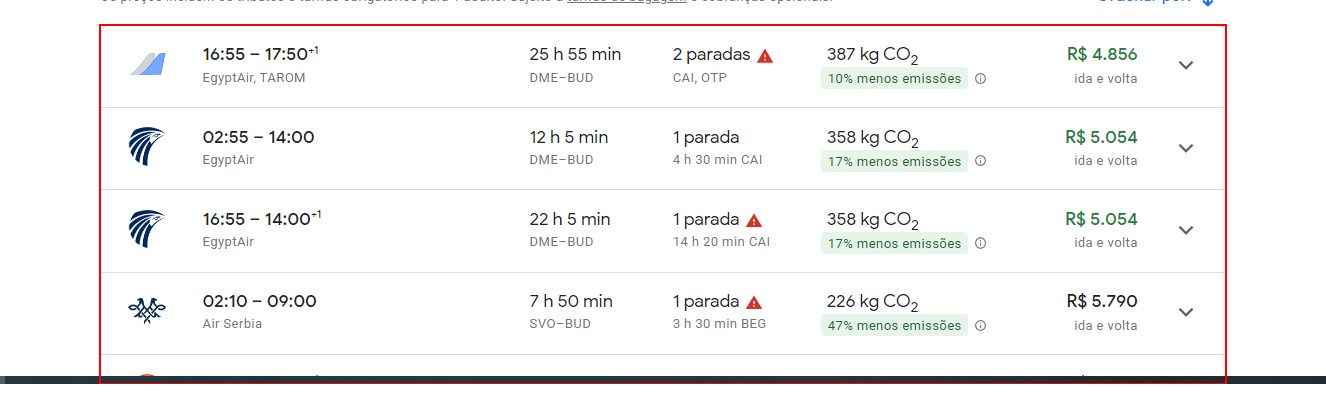 16:55 – 17:50+1
25 h 55 min
2 paradas
387 kg CO2
R$ 4.856
EgyptAir, TAROM
DME–BUD
CAI, OTP
10% menos emissões
ida e volta
02:55 – 14:00
12 h 5 min
1 parada
358 kg CO2
R$ 5.054
EgyptAir
DME–BUD
4 h 30 min CAI
17% menos emissões
ida e volta
16:55 – 14:00+1
22 h 5 min
1 parada
358 kg CO2
R$ 5.054
EgyptAir
DME–BUD
14 h 20 min CAI
17% menos emissões
ida e volta
02:10 – 09:00
7 h 50 min
1 parada
226 kg CO2
R$ 5.790
Air Serbia
SVO–BUD
3 h 30 min BEG
47% menos emissões
ida e volta